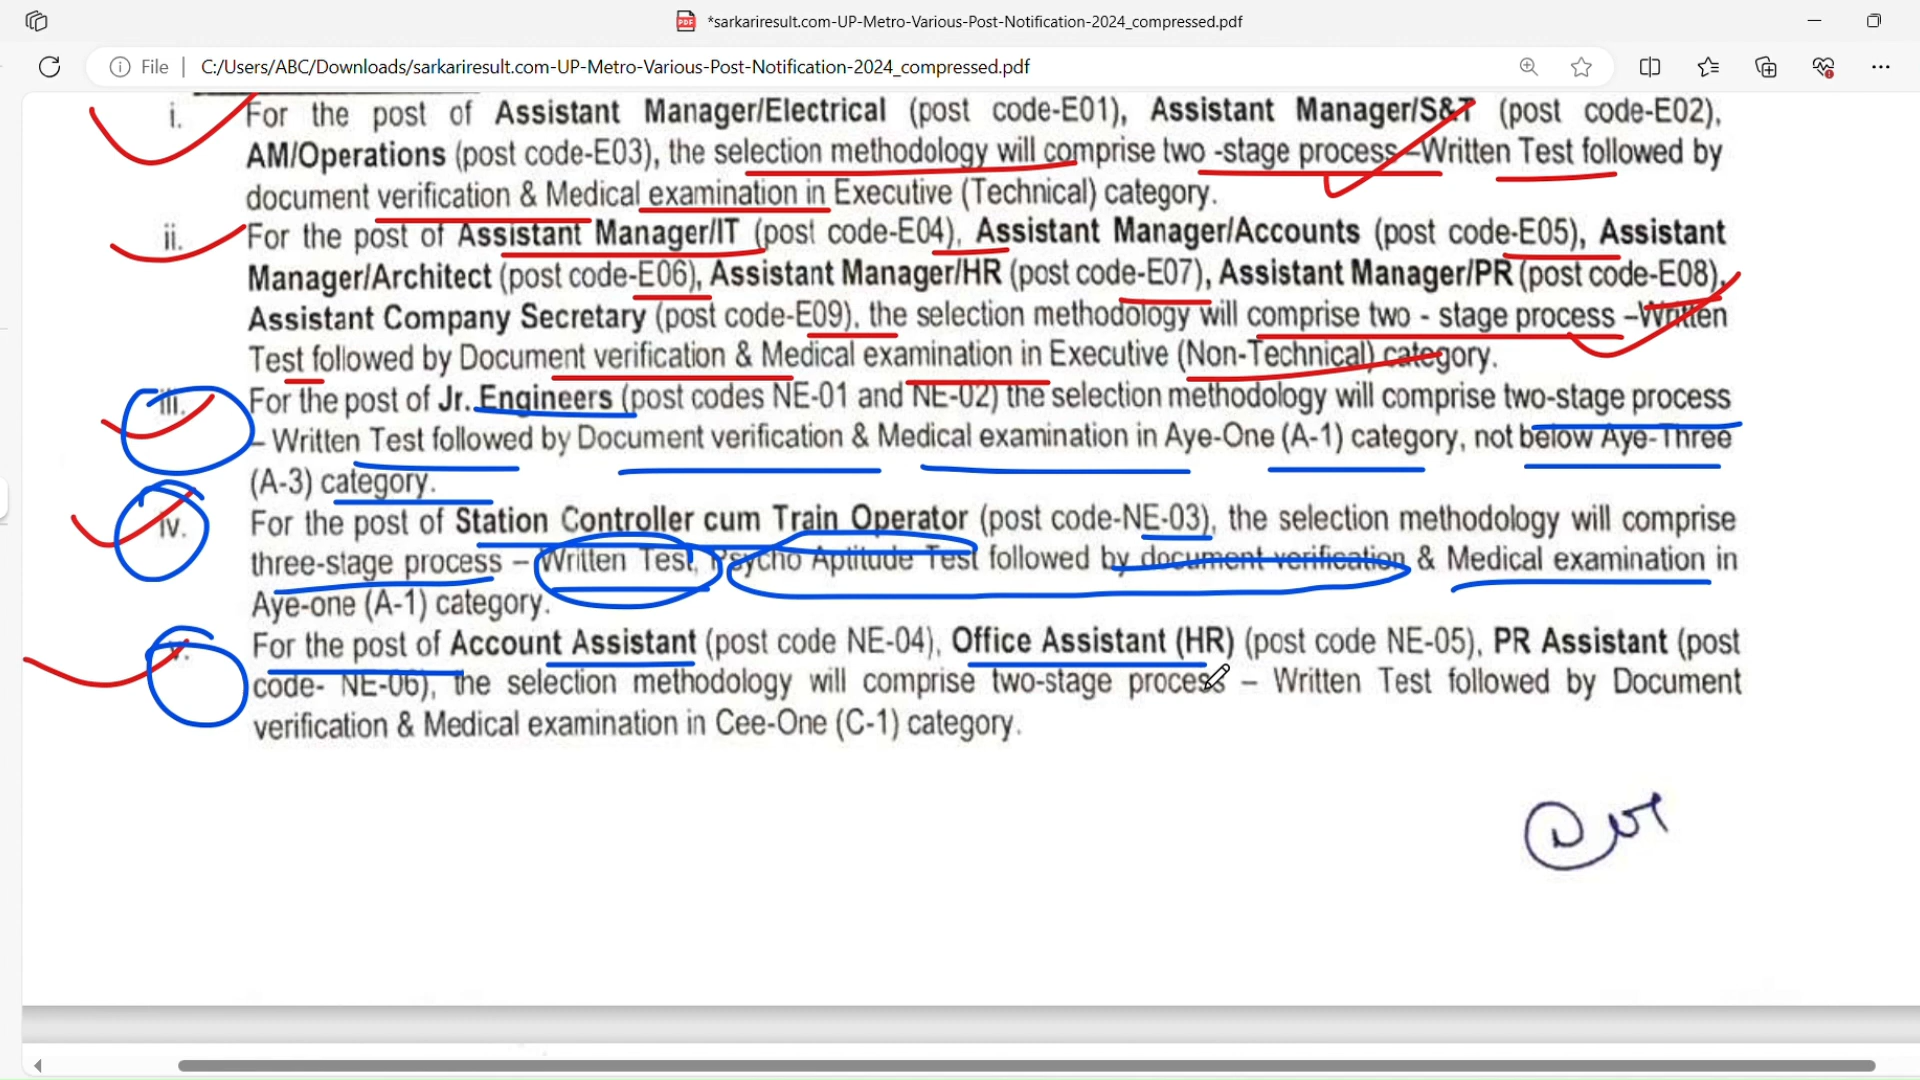 *sarkariresult.com-UP-Metro-Various-Post-Notification-2024_compressed.pdf
File | C:/Users/ABC/Downloads/sarkariresult.com-UP-Metro-Various-Post-Notification-2024_compressed.pdf
i. For the post of Assistant Manager/Electrical (post code-E01), Assistant Manager/S&T (post code-E02),
AM/Operations (post code-E03), the selection methodology will comprise two -stage process –Written Test followed by
document verification & Medical examination in Executive (Technical) category.
ii. For the post of Assistant Manager/IT (post code-E04), Assistant Manager/Accounts (post code-E05), Assistant
Manager/Architect (post code-E06), Assistant Manager/HR (post code-E07), Assistant Manager/PR (post code-E08),
Assistant Company Secretary (post code-E09), the selection methodology will comprise two - stage process –Written
Test followed by Document verification & Medical examination in Executive (Non-Technical) category.
iii. For the post of Jr. Engineers (post codes NE-01 and NE-02) the selection methodology will comprise two-stage process
– Written Test followed by Document verification & Medical examination in Aye-One (A-1) category, not below Aye-Three
(A-3) category.
iv. For the post of Station Controller cum Train Operator (post code-NE-03), the selection methodology will comprise
three-stage process – Written Test, Psycho Aptitude Test followed by document verification & Medical examination in
Aye-one (A-1) category.
v. For the post of Account Assistant (post code NE-04), Office Assistant (HR) (post code NE-05), PR Assistant (post
code- NE-06), the selection methodology will comprise two-stage process – Written Test followed by Document
verification & Medical examination in Cee-One (C-1) category.